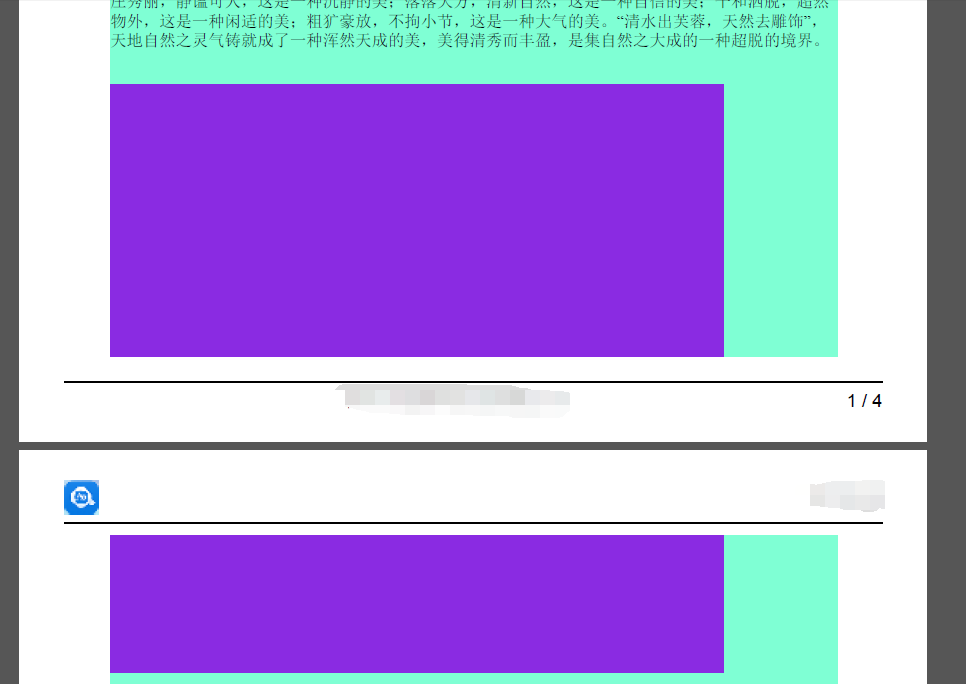 庄秀丽，静谧可人，这是一种沉静的美；落落大方，清新自然，这是一种自信的美；平和洒脱，超然
物外，这是一种闲适的美；粗犷豪放，不拘小节，这是一种大气的美。“清水出芙蓉，天然去雕饰”，
天地自然之灵气铸就成了一种浑然天成的美，美得清秀而丰盈，是集自然之大成的一种超脱的境界。
1 / 4